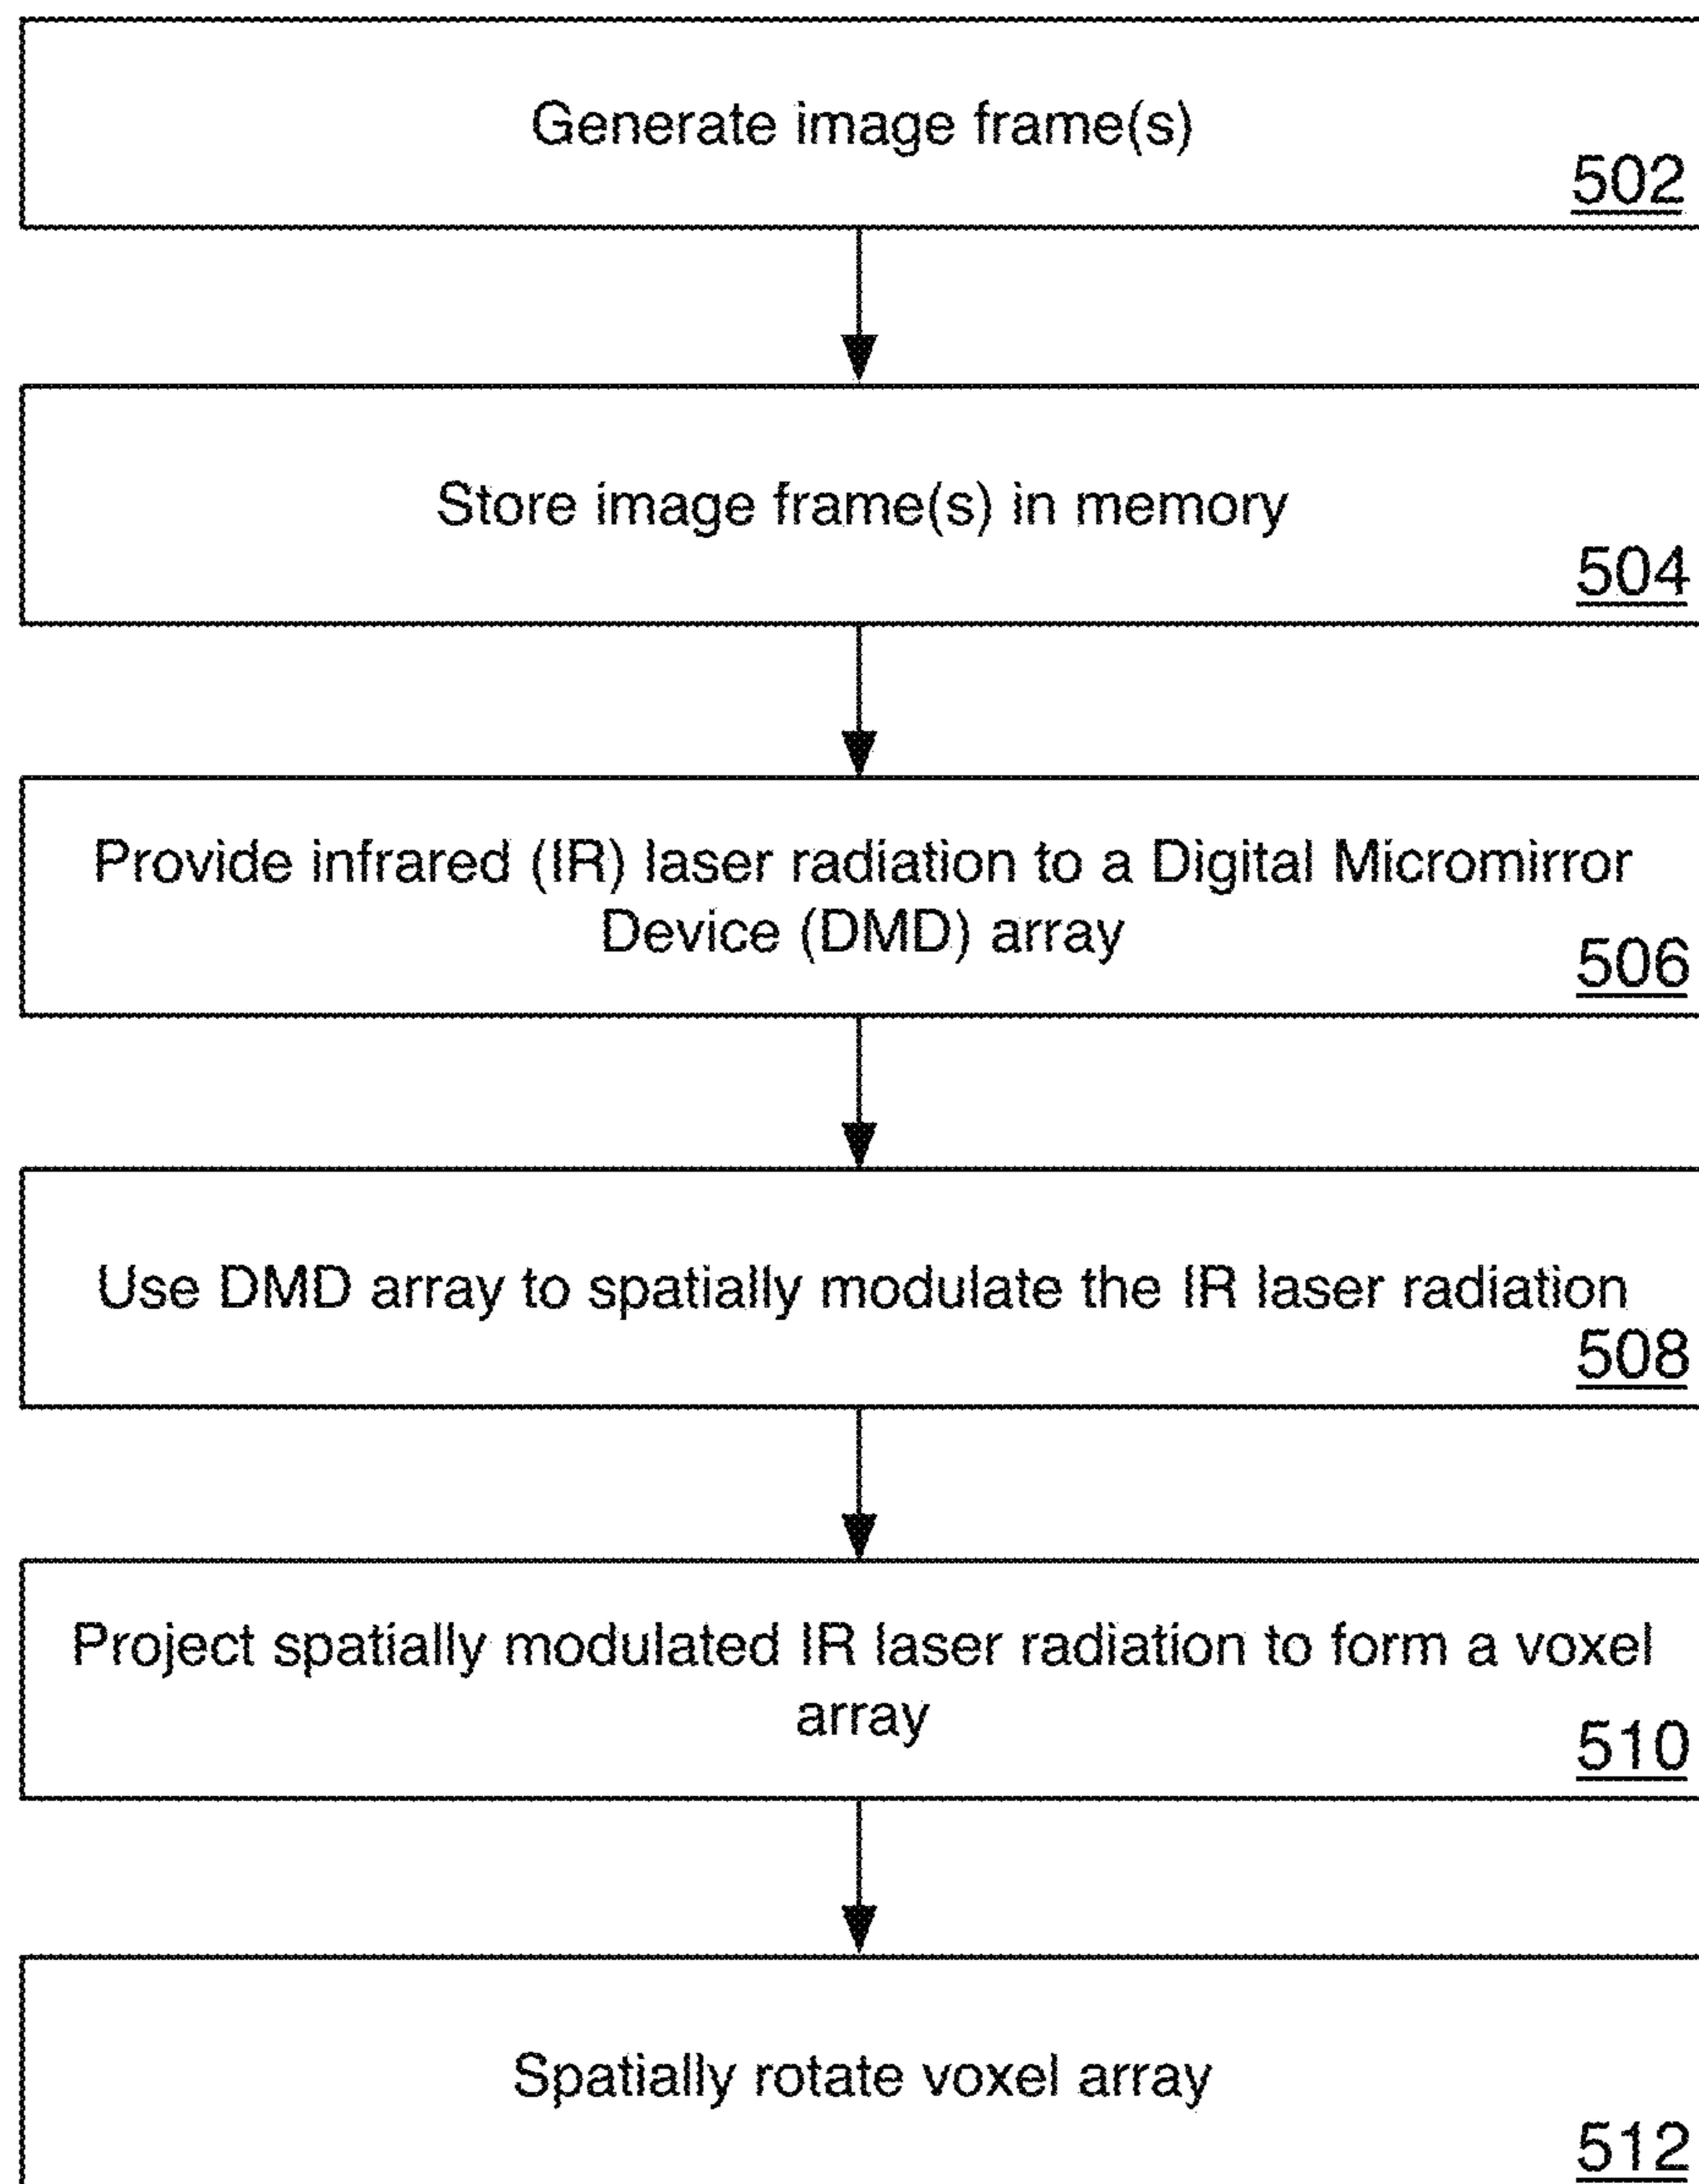 Generate image frame(s)
502
Store image frame(s) in memory
504
Provide infrared (IR) laser radiation to a Digital Micromirror
Device (DMD) array
506
Use DMD array to spatially modulate the IR laser radiation
508
Project spatially modulated IR laser radiation to form a voxel
array
510
Spatially rotate voxel array
512